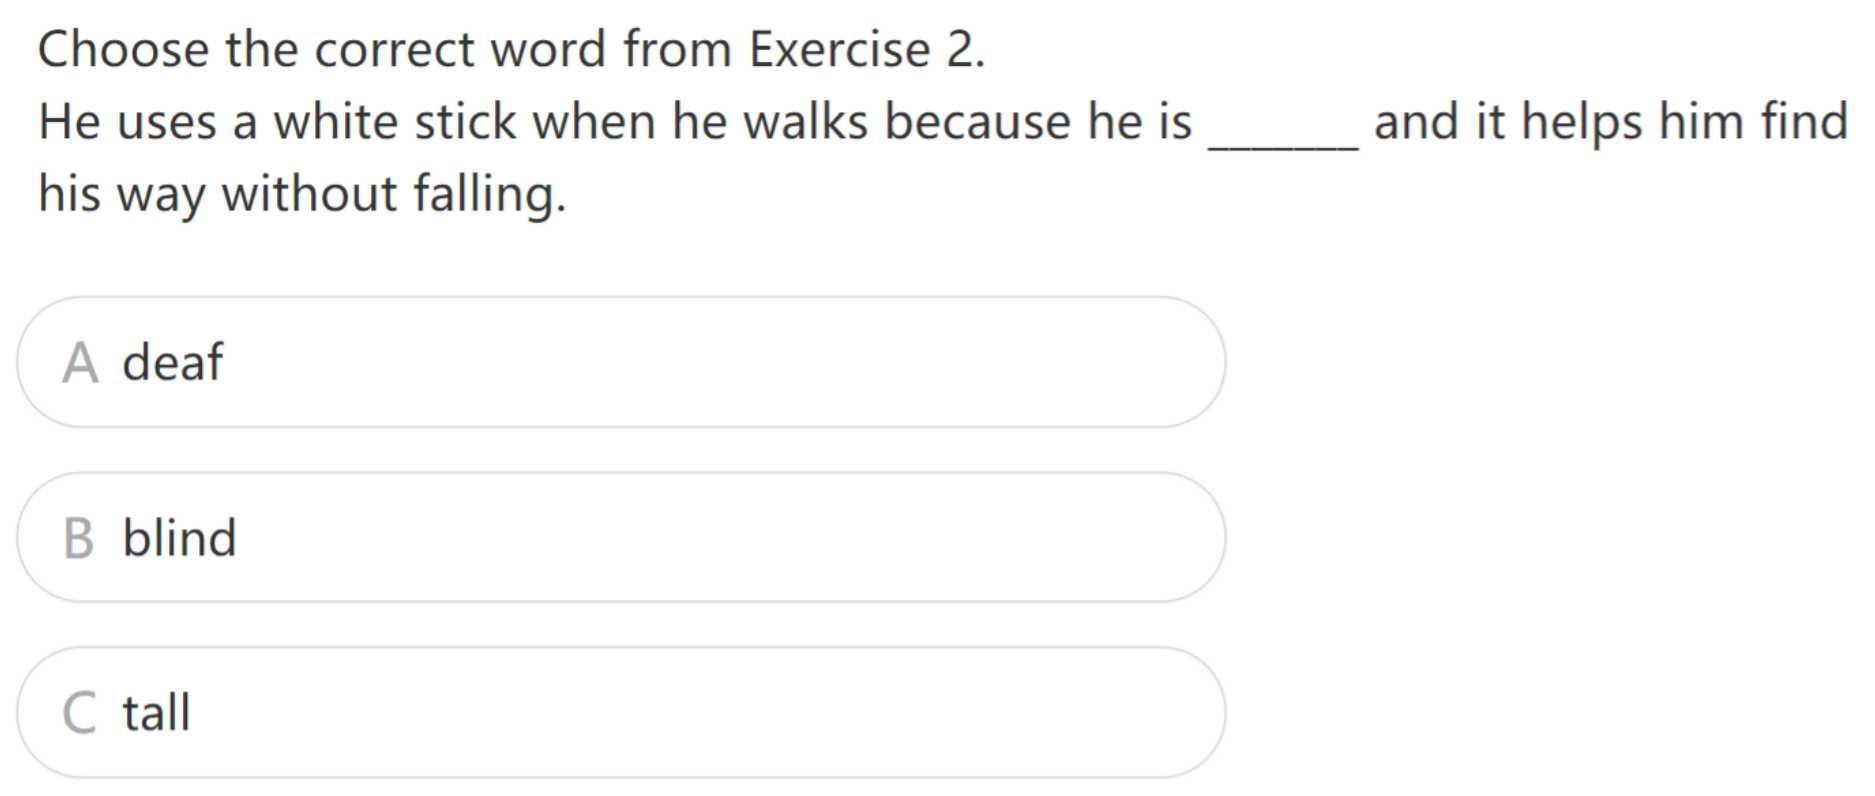 Choose the correct word from Exercise 2.
He uses a white stick when he walks because he is _______ and it helps him find
his way without falling.
A deaf
B blind
C tall